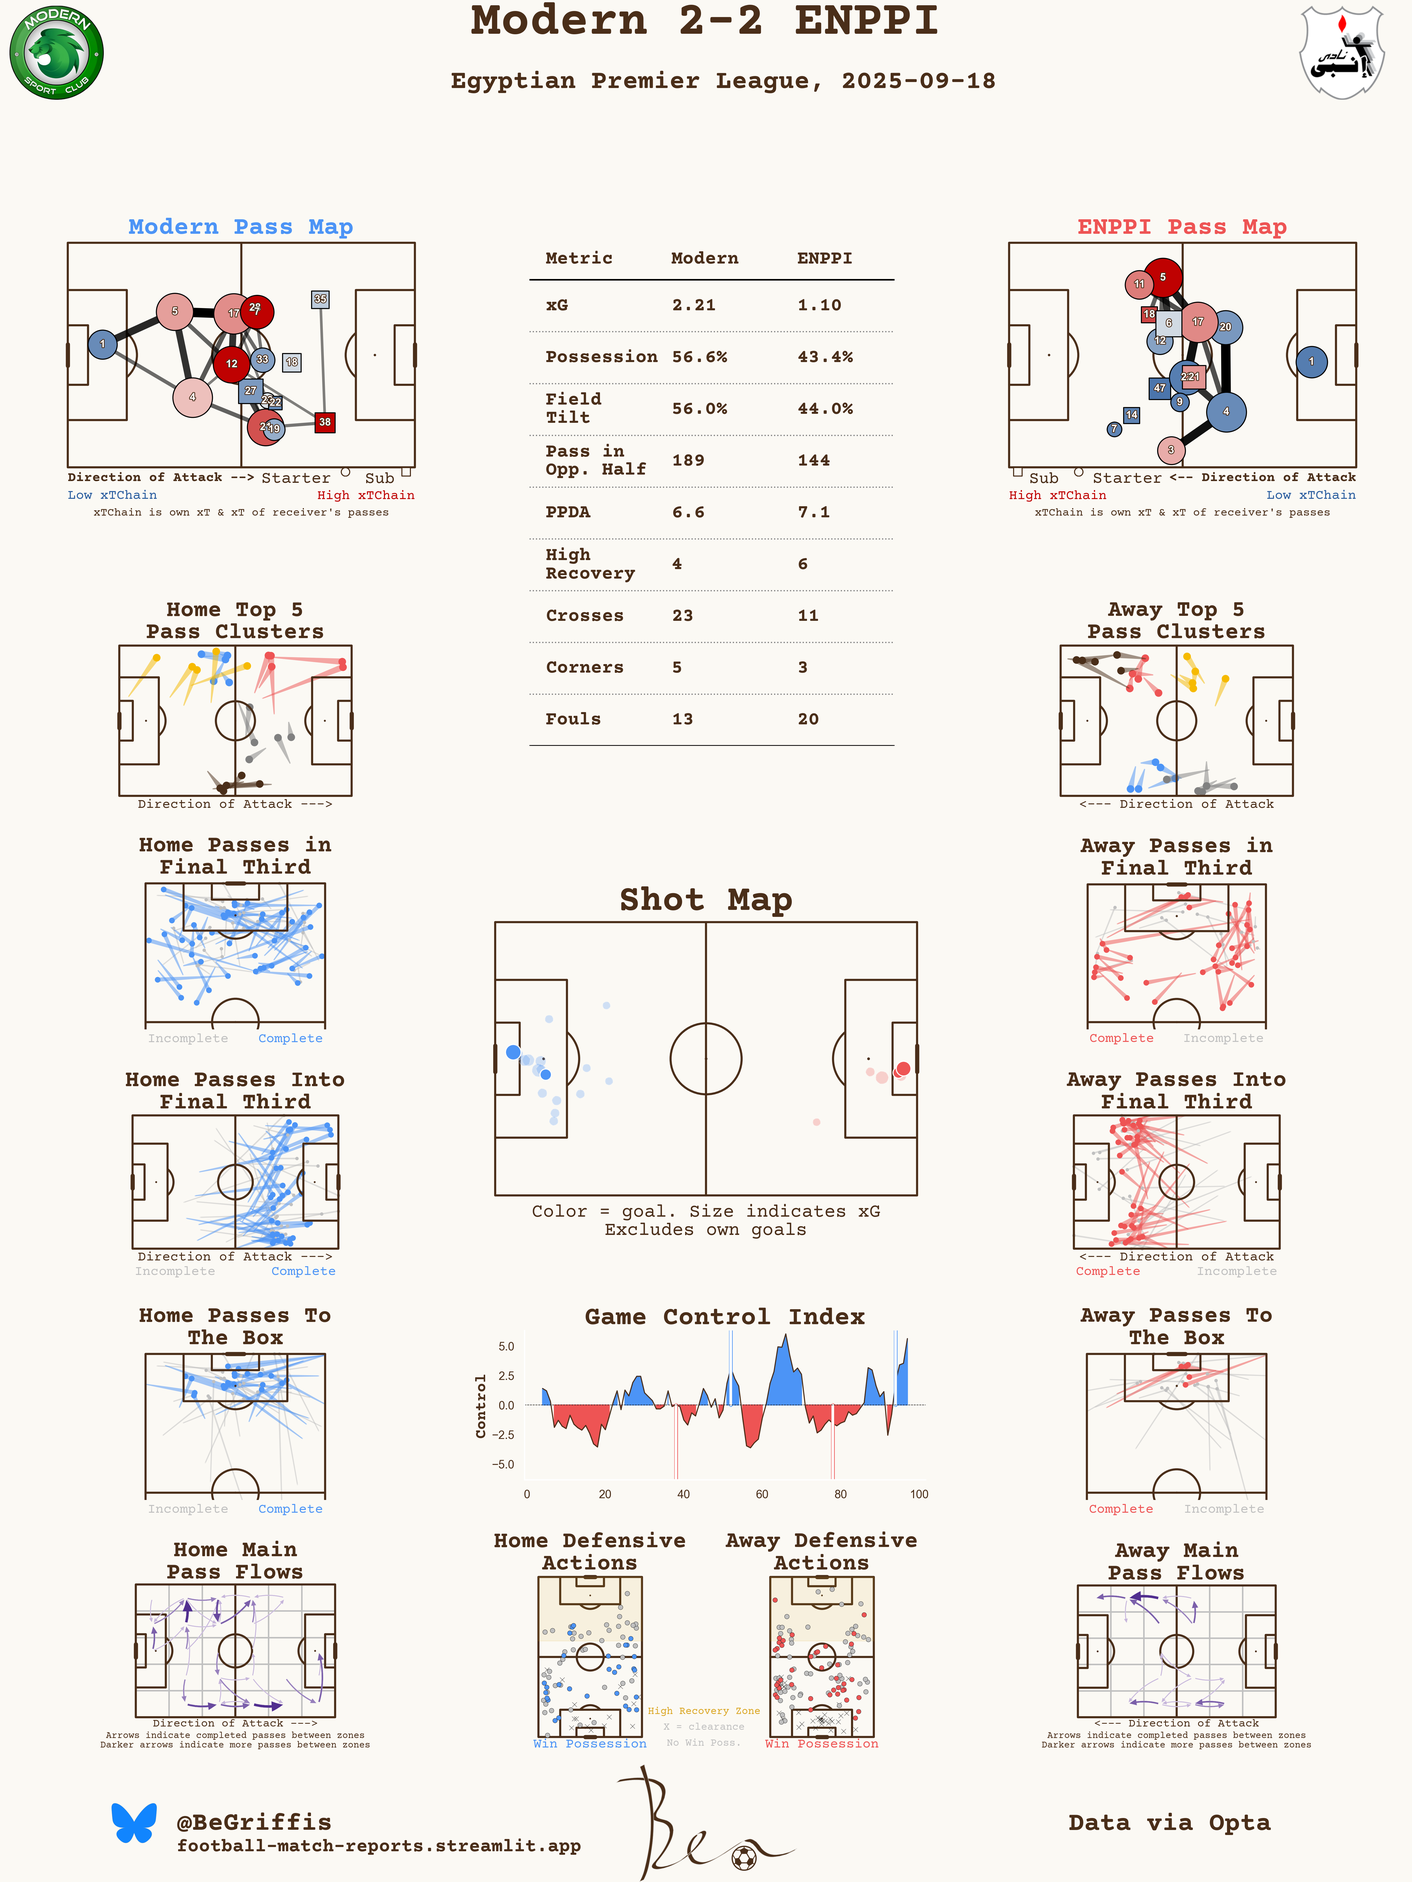 Modern 2-2 ENPPI
Egyptian Premier League, 2025-09-18
MODERN
SPORT CLUB
نادى
إنبى
Modern Pass Map
5
17
7
35
1
12
33
18
27
4
22
38
19
Direction of Attack --> Starter Sub
Low xTChain High xTChain
xTChain is own xT & xT of receiver's passes
Metric Modern ENPPI
xG 2.21 1.10
Possession 56.6% 43.4%
Field
Tilt 56.0% 44.0%
Pass in
Opp. Half 189 144
PPDA 6.6 7.1
High
Recovery 4 6
Crosses 23 11
Corners 5 3
Fouls 13 20
ENPPI Pass Map
5
11
18
6
17
20
12
1
21
47
9
4
14
7
3
Sub Starter <-- Direction of Attack
High xTChain Low xTChain
xTChain is own xT & xT of receiver's passes
Home Top 5
Pass Clusters
Direction of Attack --->
Away Top 5
Pass Clusters
<--- Direction of Attack
Home Passes in
Final Third
Incomplete Complete
Away Passes in
Final Third
Complete Incomplete
Shot Map
Color = goal. Size indicates xG
Excludes own goals
Home Passes Into
Final Third
Direction of Attack --->
Incomplete Complete
Away Passes Into
Final Third
<--- Direction of Attack
Complete Incomplete
Home Passes To
The Box
Incomplete Complete
Game Control Index
Control
5.0
2.5
0.0
−2.5
−5.0
0 20 40 60 80 100
Away Passes To
The Box
Complete Incomplete
Home Main
Pass Flows
Direction of Attack --->
Arrows indicate completed passes between zones
Darker arrows indicate more passes between zones
Home Defensive
Actions
Win Possession
Away Defensive
Actions
Win Possession
High Recovery Zone
X = clearance
No Win Poss.
Away Main
Pass Flows
<--- Direction of Attack
Arrows indicate completed passes between zones
Darker arrows indicate more passes between zones
@BeGriffis
football-match-reports.streamlit.app
Ben
Data via Opta